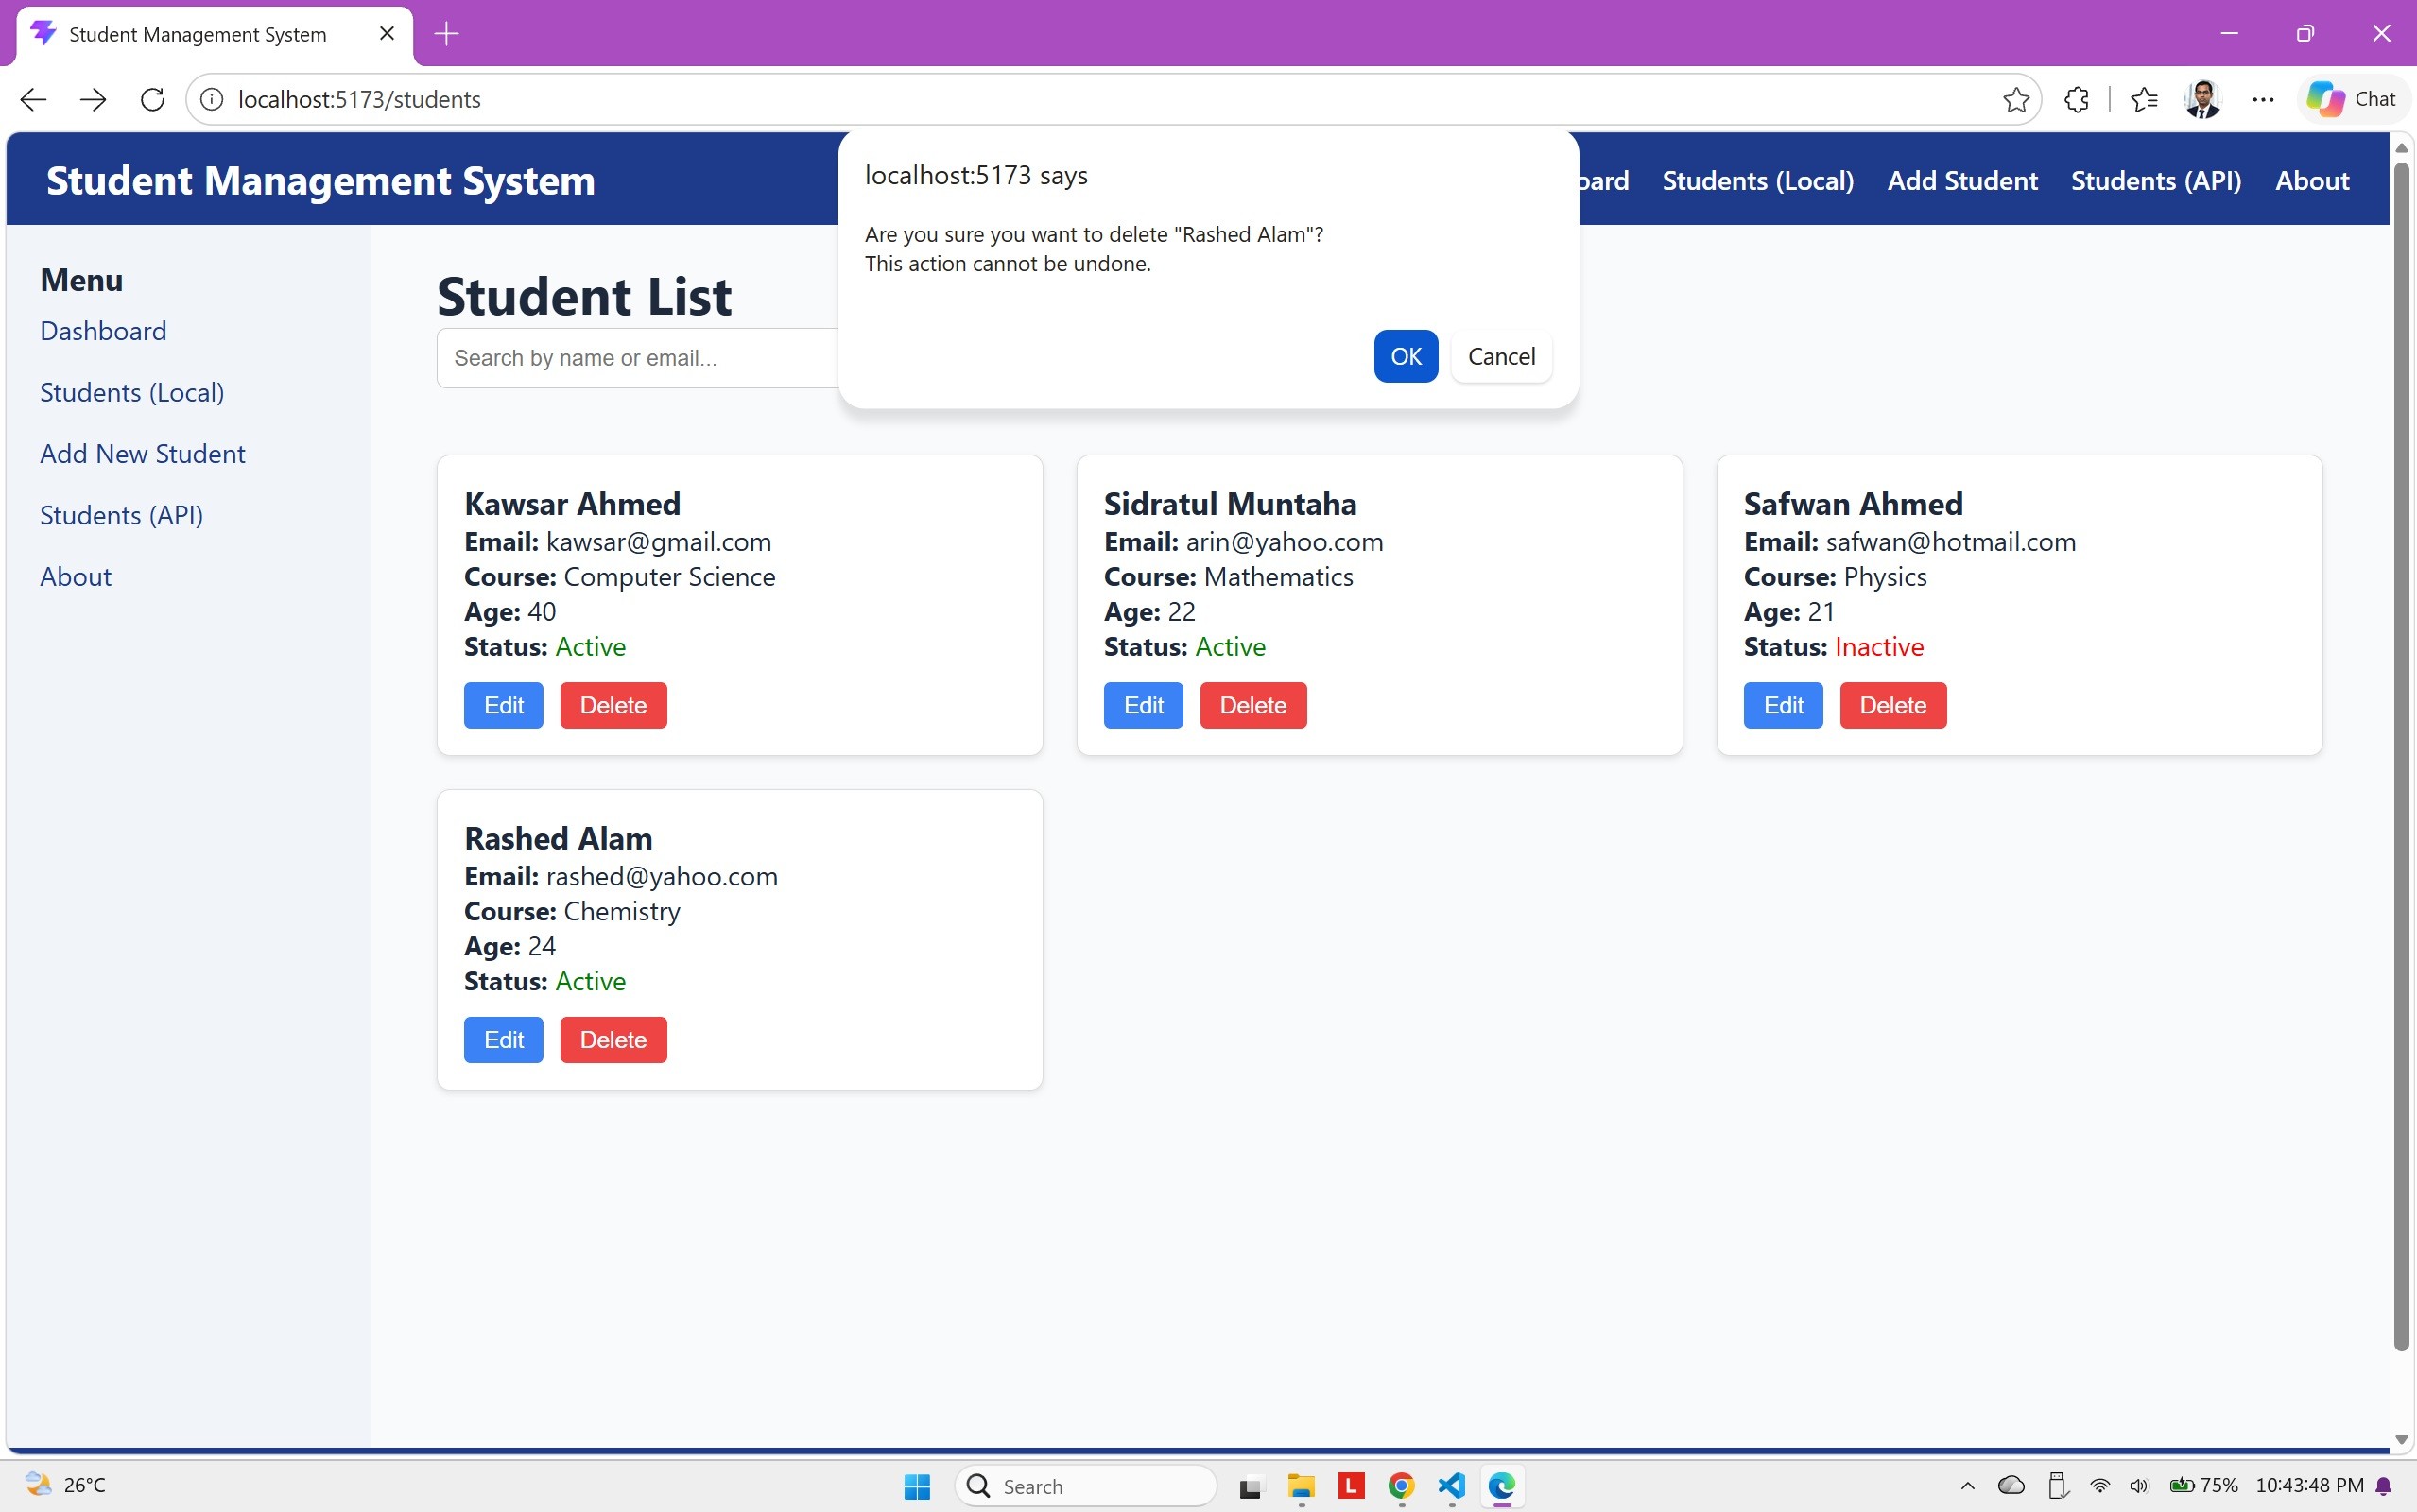 Student Management System
localhost:5173/students
Chat
Student Management System
localhost:5173 says
Are you sure you want to delete "Rashed Alam"?
This action cannot be undone.
OK
Cancel
oard
Students (Local)
Add Student
Students (API)
About
Menu
Dashboard
Students (Local)
Add New Student
Students (API)
About
Student List
Search by name or email...
Kawsar Ahmed
Email: kawsar@gmail.com
Course: Computer Science
Age: 40
Status: Active
Edit
Delete
Sidratul Muntaha
Email: arin@yahoo.com
Course: Mathematics
Age: 22
Status: Active
Edit
Delete
Safwan Ahmed
Email: safwan@hotmail.com
Course: Physics
Age: 21
Status: Inactive
Edit
Delete
Rashed Alam
Email: rashed@yahoo.com
Course: Chemistry
Age: 24
Status: Active
Edit
Delete
26°C
Search
L
75%
10:43:48 PM